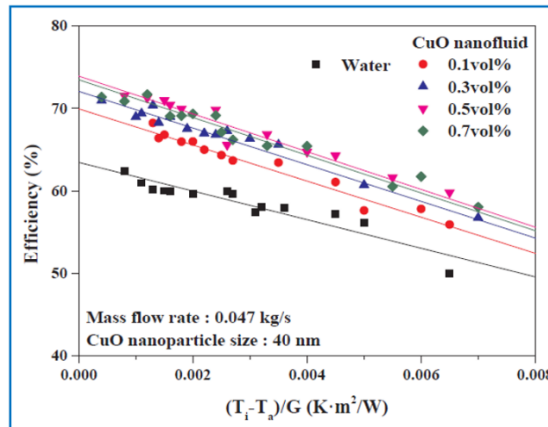 80
70
60
50
40
Efficiency (%)
CuO nanofluid
Water
0.1vol%
0.3vol%
0.5vol%
0.7vol%
Mass flow rate : 0.047 kg/s
CuO nanoparticle size : 40 nm
0.000 0.002 0.004 0.006 0.008
(Tᵢ-Tₐ)/G (K·m²/W)